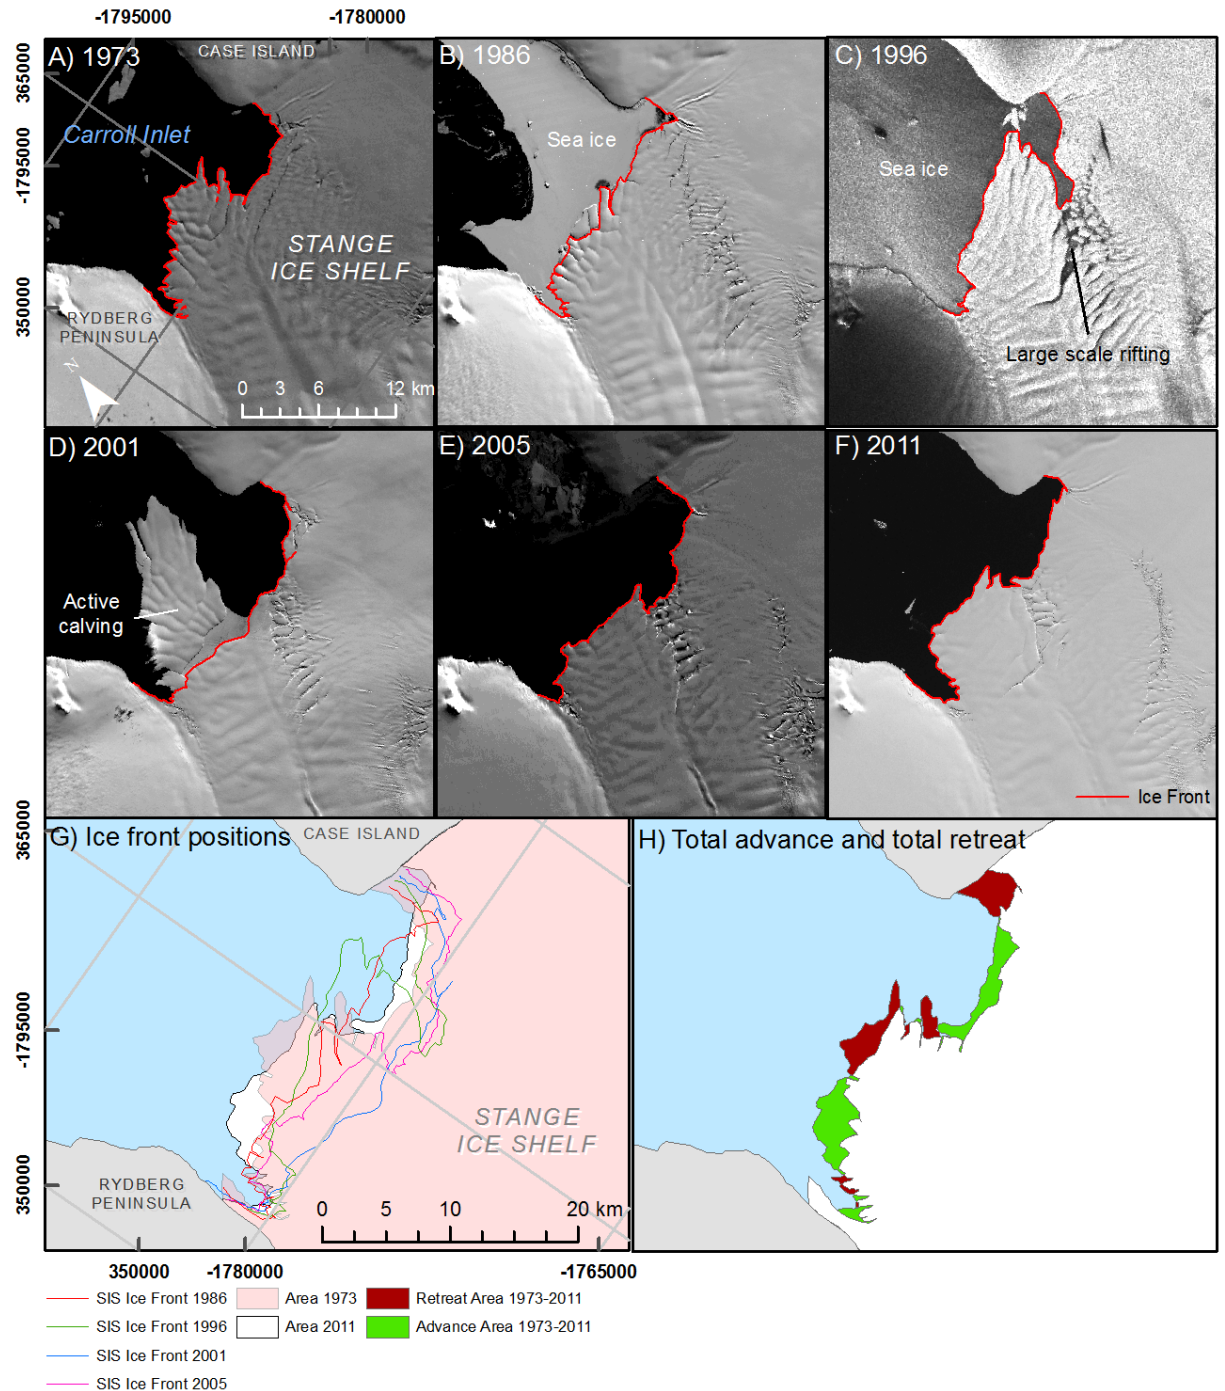 -1795000 -1780000
365000
-1795000
350000
A) 1973
CASE ISLAND
Carroll Inlet
STANGE
ICE SHELF
RYDBERG
PENINSULA
N
0 3 6 12 km
B) 1986
Sea ice
C) 1996
Sea ice
Large scale rifting
D) 2001
Active
calving
E) 2005
F) 2011
Ice Front
365000
-1795000
350000
G) Ice front positions
CASE ISLAND
STANGE
ICE SHELF
RYDBERG
PENINSULA
0 5 10 20 km
H) Total advance and total retreat
350000 -1780000 -1765000
SIS Ice Front 1986
SIS Ice Front 1996
SIS Ice Front 2001
SIS Ice Front 2005
Area 1973
Area 2011
Retreat Area 1973-2011
Advance Area 1973-2011